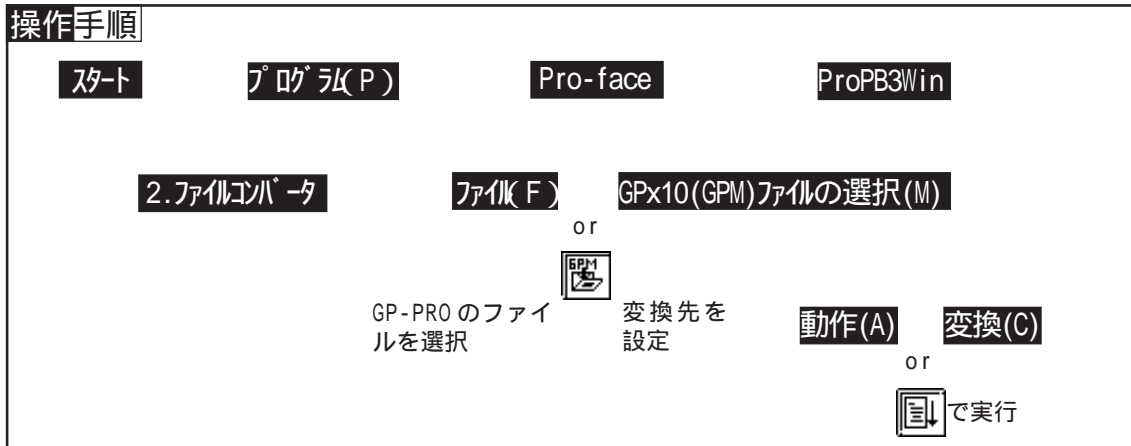 操作手順
スタート プログラム(P) Pro-face ProPB3Win
2.ファイルコンバータ ファイル(F) GPx10(GPM)ファイルの選択(M)
or
GPM
GP-PROのファイ
ルを選択
変換先を
設定
動作(A) 変換(C)
or
で実行